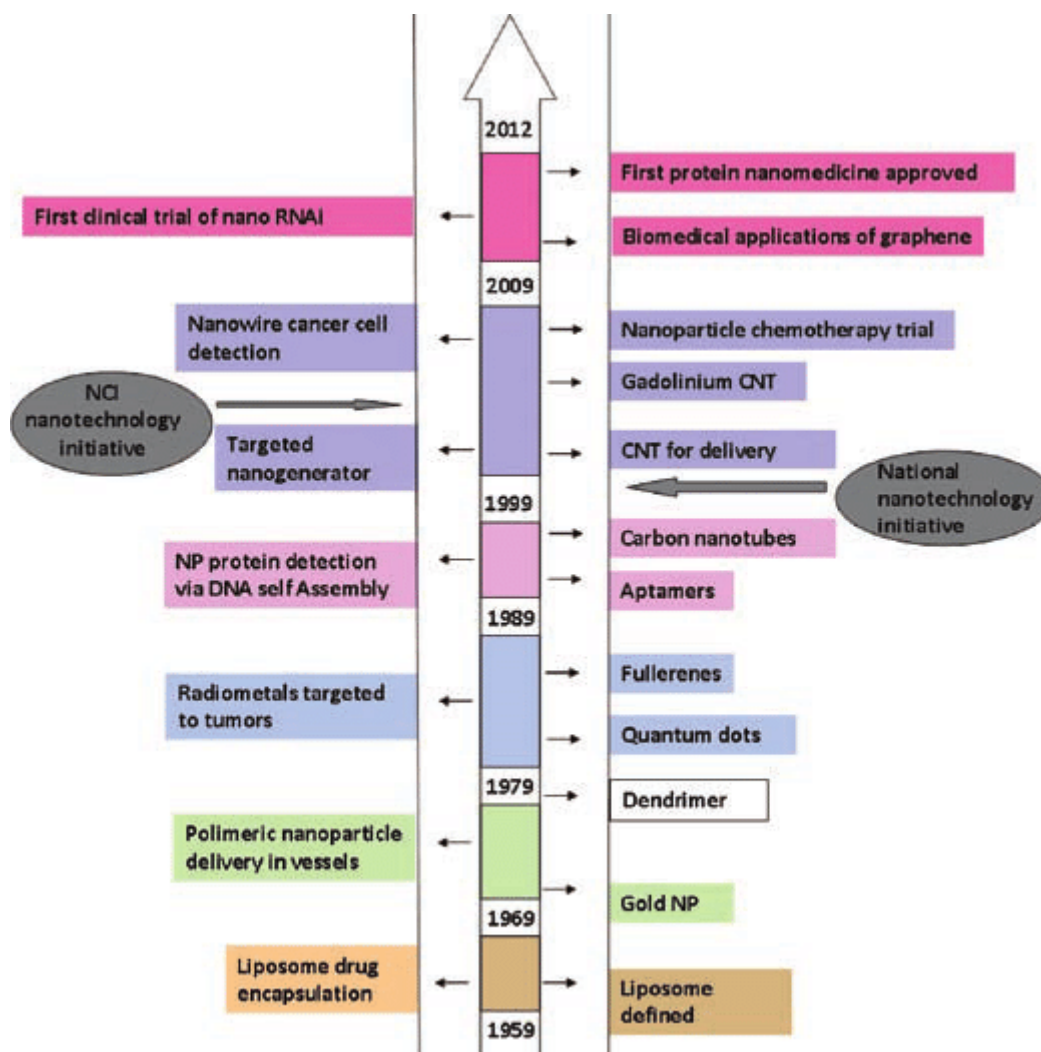 2012
First protein nanomedicine approved
First clinical trial of nano RNAi
Biomedical applications of graphene
2009
Nanowire cancer cell
detection
Nanoparticle chemotherapy trial
Gadolinium CNT
NCI
nanotechnology
initiative
Targeted
nanogenerator
CNT for delivery
National
nanotechnology
initiative
1999
Carbon nanotubes
NP protein detection
via DNA self Assembly
Aptamers
1989
Fullerenes
Radiometals targeted
to tumors
Quantum dots
1979
Dendrimer
Polimeric nanoparticle
delivery in vessels
Gold NP
1969
Liposome drug
encapsulation
Liposome
defined
1959